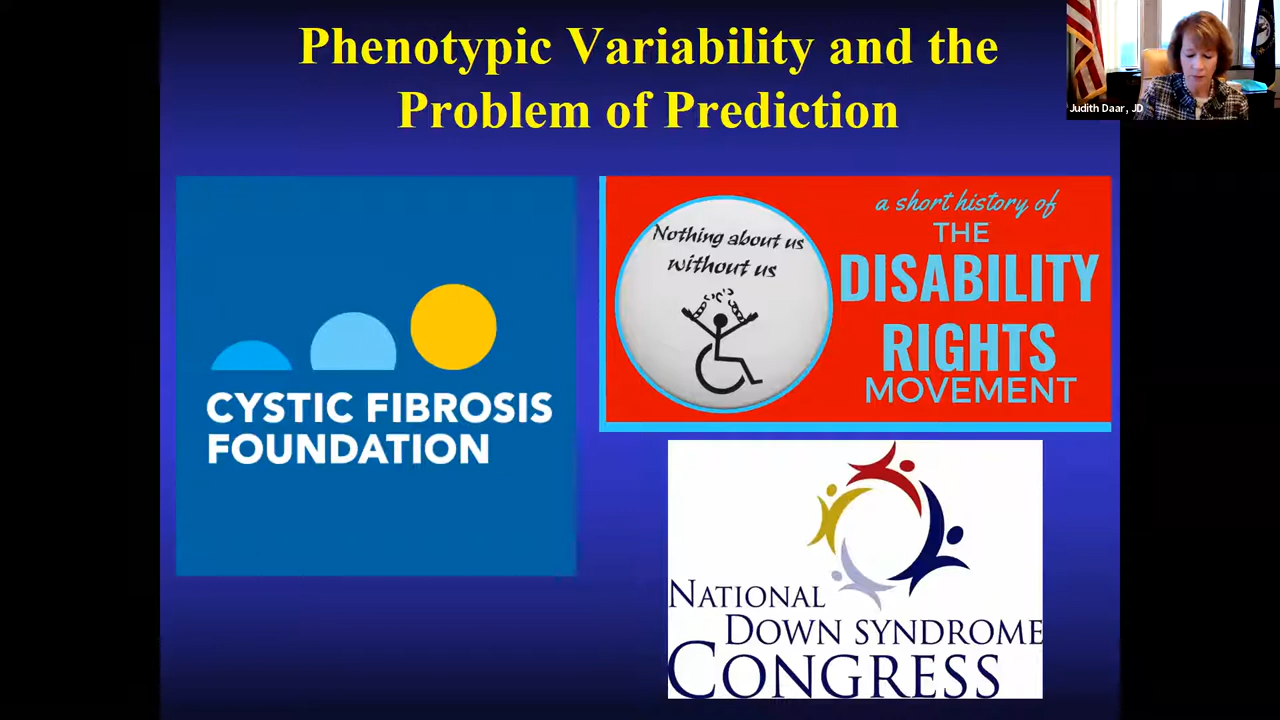 Phenotypic Variability and the
Problem of Prediction
Judith Daar, JD
CYSTIC FIBROSIS
FOUNDATION
Nothing about us
without us
a short history of
THE
DISABILITY
RIGHTS
MOVEMENT
NATIONAL
DOWN SYNDROME
CONGRESS